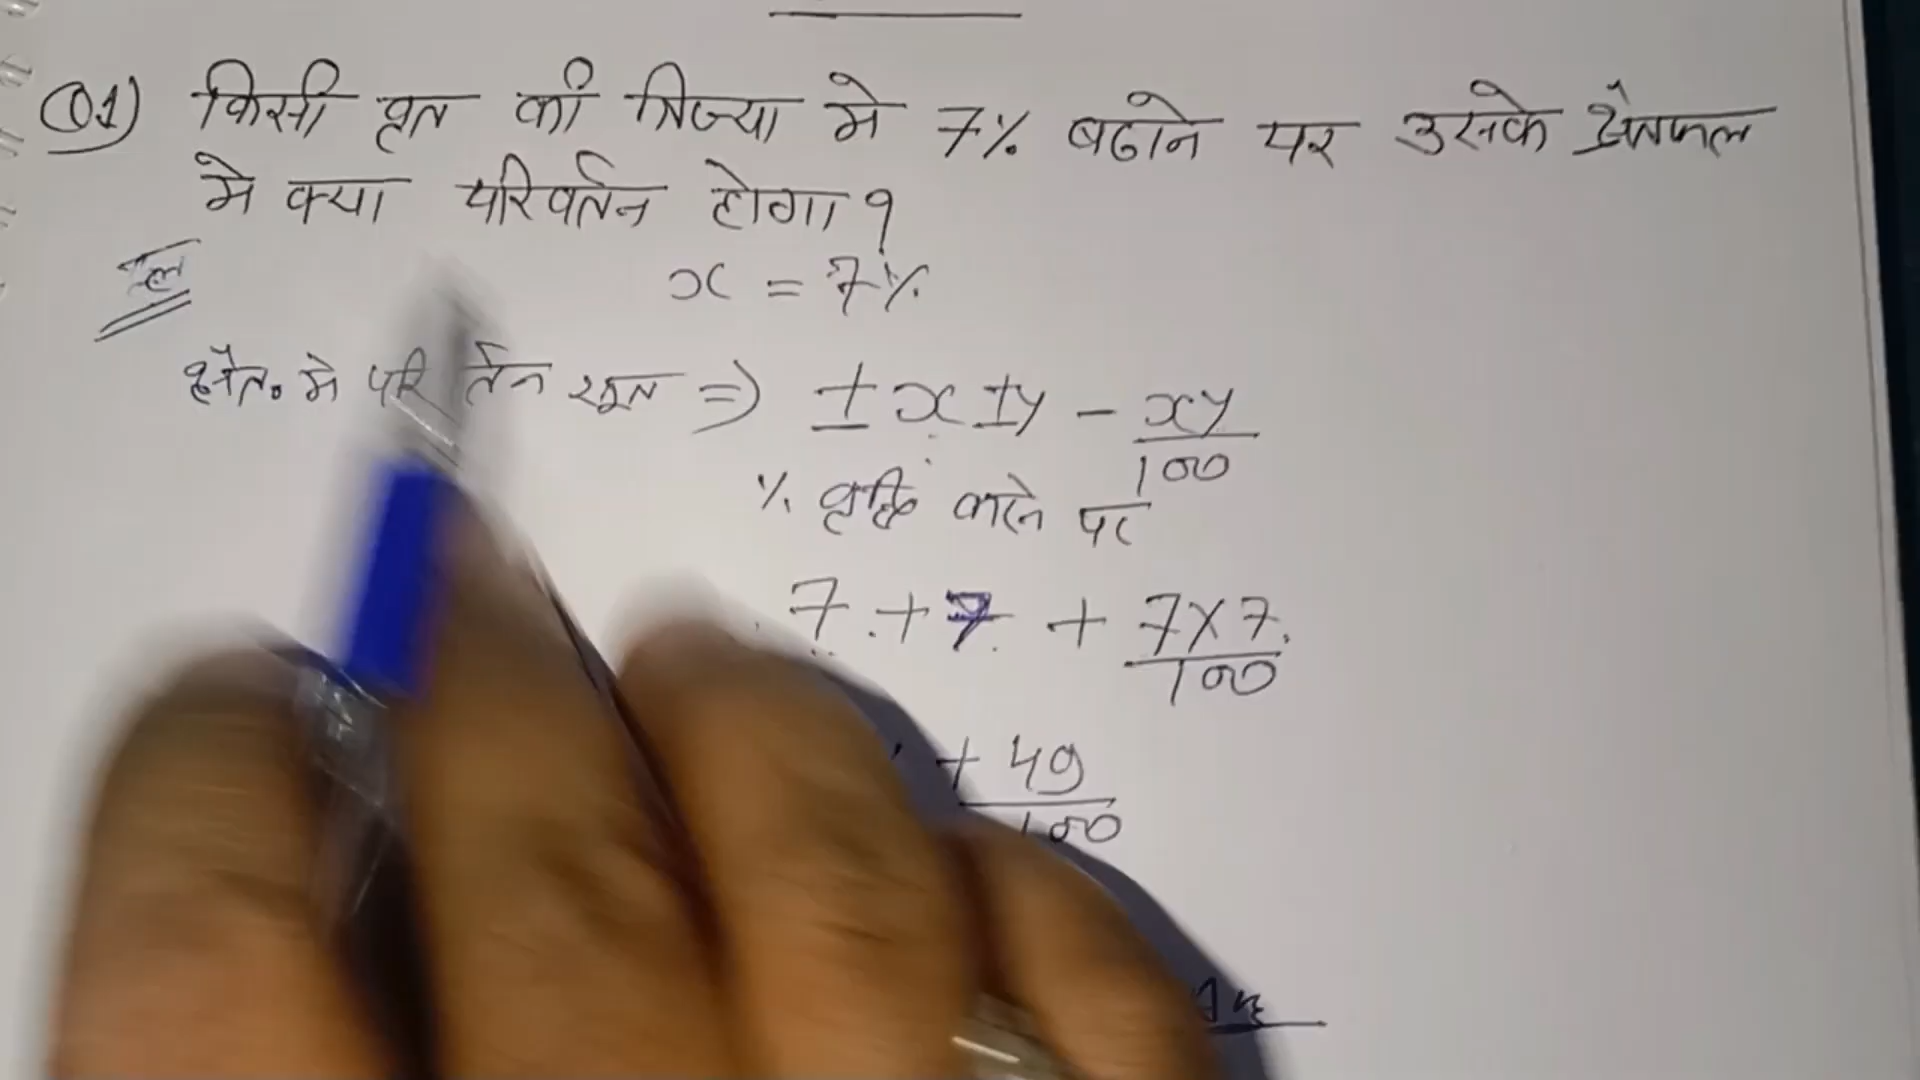 Q1) किसी वृत की त्रिज्या मे 7% बढाने पर उसके क्षेत्रफल
मे क्या परिवर्तन होगा ?
हल
x = 7%
क्षेत्र. मे परि र्तन सूत्र => ± x ± y - xy/100
% वृद्धि करने पर
7 + 7 + 7×7/100
+ 49/100
Ans